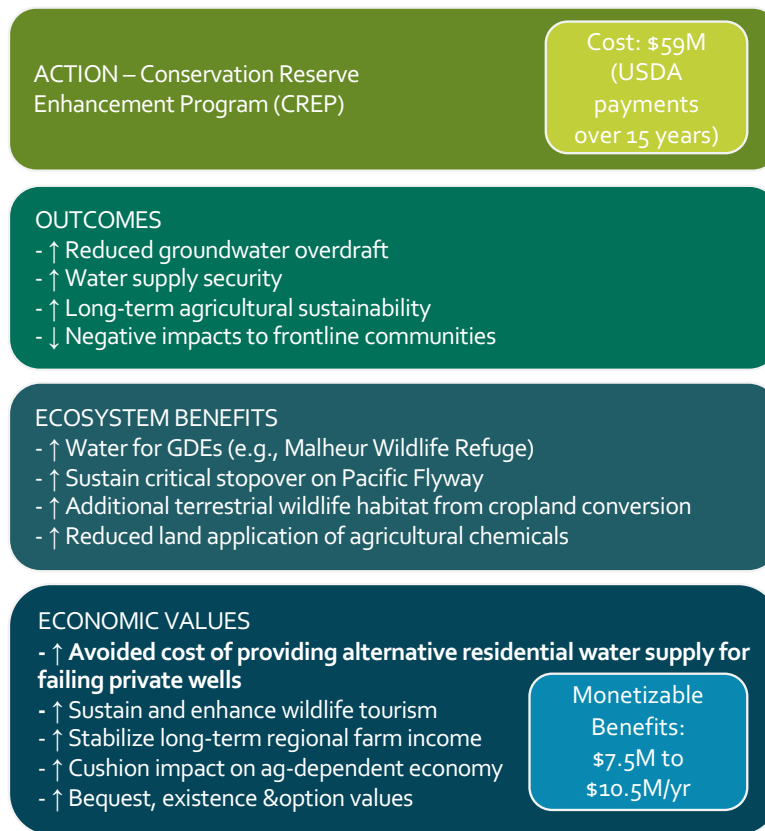 ACTION – Conservation Reserve
Enhancement Program (CREP)
Cost: $59M
(USDA
payments
over 15 years)
OUTCOMES
- ↑ Reduced groundwater overdraft
- ↑ Water supply security
- ↑ Long-term agricultural sustainability
- ↓ Negative impacts to frontline communities
ECOSYSTEM BENEFITS
- ↑ Water for GDEs (e.g., Malheur Wildlife Refuge)
- ↑ Sustain critical stopover on Pacific Flyway
- ↑ Additional terrestrial wildlife habitat from cropland conversion
- ↑ Reduced land application of agricultural chemicals
ECONOMIC VALUES
- ↑ Avoided cost of providing alternative residential water supply for
failing private wells
- ↑ Sustain and enhance wildlife tourism
- ↑ Stabilize long-term regional farm income
- ↑ Cushion impact on ag-dependent economy
- ↑ Bequest, existence &option values
Monetizable
Benefits:
$7.5M to
$10.5M/yr